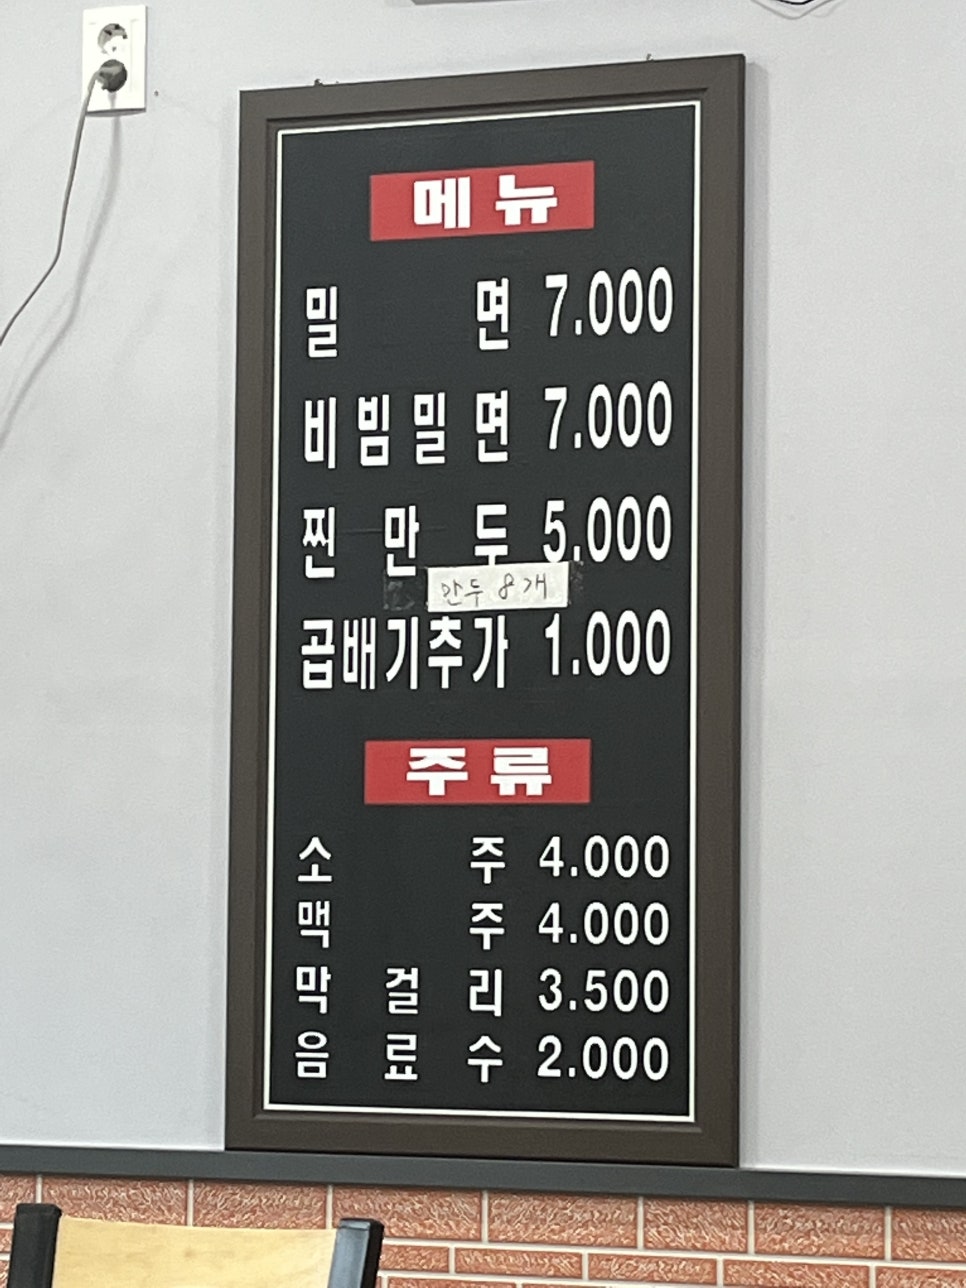 메뉴
밀면 7.000
비빔밀면 7.000
찐만두 5.000
만두 8개
곱배기추가 1.000
주류
소주 4.000
맥주 4.000
막걸리 3.500
음료수 2.000